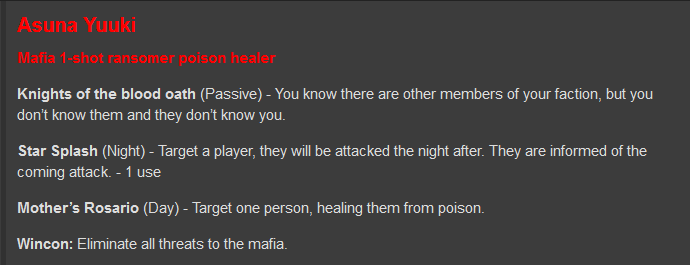 Asuna Yuuki
Mafia 1-shot ransomer poison healer
Knights of the blood oath (Passive) - You know there are other members of your faction, but you
don’t know them and they don’t know you.
Star Splash (Night) - Target a player, they will be attacked the night after. They are informed of the
coming attack. - 1 use
Mother’s Rosario (Day) - Target one person, healing them from poison.
Wincon: Eliminate all threats to the mafia.